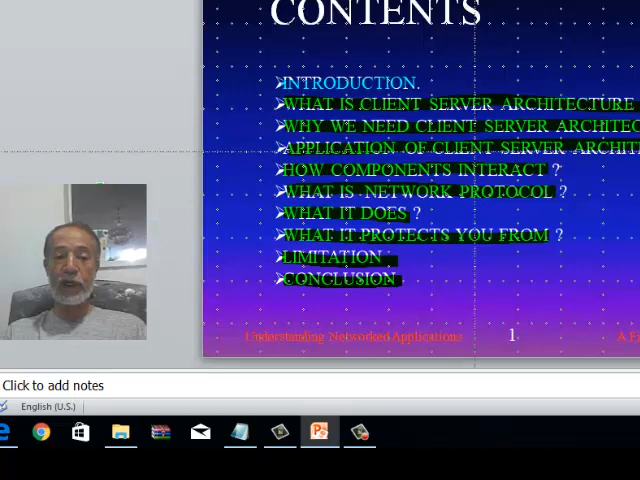 CONTENTS
INTRODUCTION.
WHAT IS CLIENT SERVER ARCHITECTURE
WHY WE NEED CLIENT SERVER
APPLICATION OF CLIENT SERVER
HOW COMPONENTS INTERACT ?
WHAT IS NETWORK PROTOCOL ?
WHAT IT DOES ?
WHAT IT PROTECTS YOU FROM ?
LIMITATION .
CONCLUSION
Understanding Networked Applications 1 A
Click to add notes
English (U.S.)